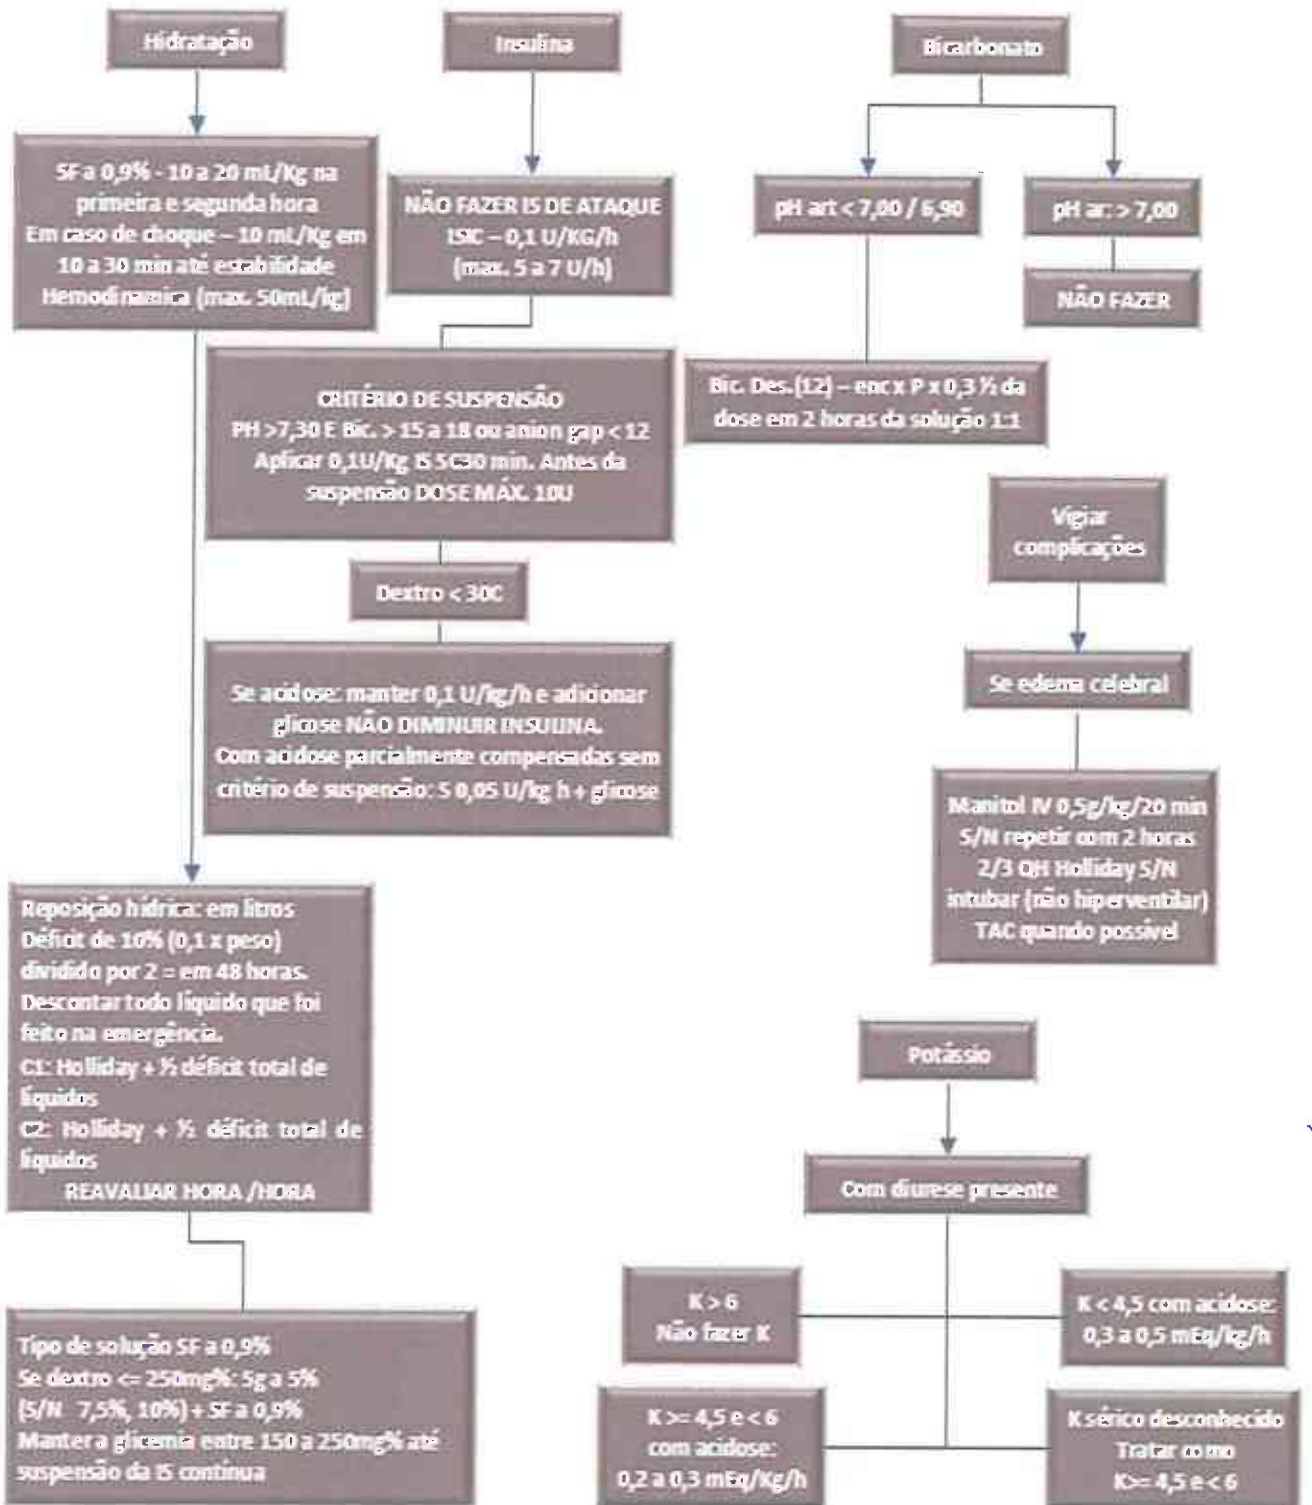 Hidratação
SF a 0,9% - 10 a 20 mL/Kg na
primeira e segunda hora
Em caso de choque – 10 mL/Kg em
10 a 30 min até estabilidade
Hemodinamica (max. 50mL/kg)
Reposição hídrica: em litros
Déficit de 10% (0,1 x peso)
dividido por 2 = em 48 horas.
Descontar todo líquido que foi
feito na emergência.
C1: Holliday + ½ déficit total de
líquidos
C2: Holliday + ½ déficit total de
líquidos
REAVALIAR HORA /HORA
Tipo de solução SF a 0,9%
Se dextro <= 250mg%: 5g a 5%
(S/N 7,5%, 10%) + SF a 0,9%
Manter a glicemia entre 150 a 250mg% até
suspensão da IS contínua
Insulina
NÃO FAZER IS DE ATAQUE
ISIC – 0,1 U/KG/h
(max. 5 a 7 U/h)
CRITÉRIO DE SUSPENSÃO
PH >7,30 E Bic. > 15 a 18 ou anion gap < 12
Aplicar 0,1U/Kg IS SC30 min. Antes da
suspensão DOSE MÁX. 10U
Dextro < 30C
Se acidose: manter 0,1 U/kg/h e adicionar
glicose NÃO DIMINUIR INSULINA.
Com acidose parcialmente compensadas sem
critério de suspensão: S 0,05 U/kg h + glicose
Bicarbonato
pH art < 7,00 / 6,90
Bic. Des.(12) – enc x P x 0,3 ½ da
dose em 2 horas da solução 1:1
pH ar: > 7,00
NÃO FAZER
Vigiar
complicações
Se edema celebral
Manitol IV 0,5g/kg/20 min
S/N repetir com 2 horas
2/3 QH Holliday S/N
intubar (não hiperventilar)
TAC quando possível
Potássio
Com diurese presente
K > 6
Não fazer K
K < 4,5 com acidose:
0,3 a 0,5 mEq/kg/h
K >= 4,5 e < 6
com acidose:
0,2 a 0,3 mEq/Kg/h
K sérico desconhecido
Tratar como
K>= 4,5 e < 6